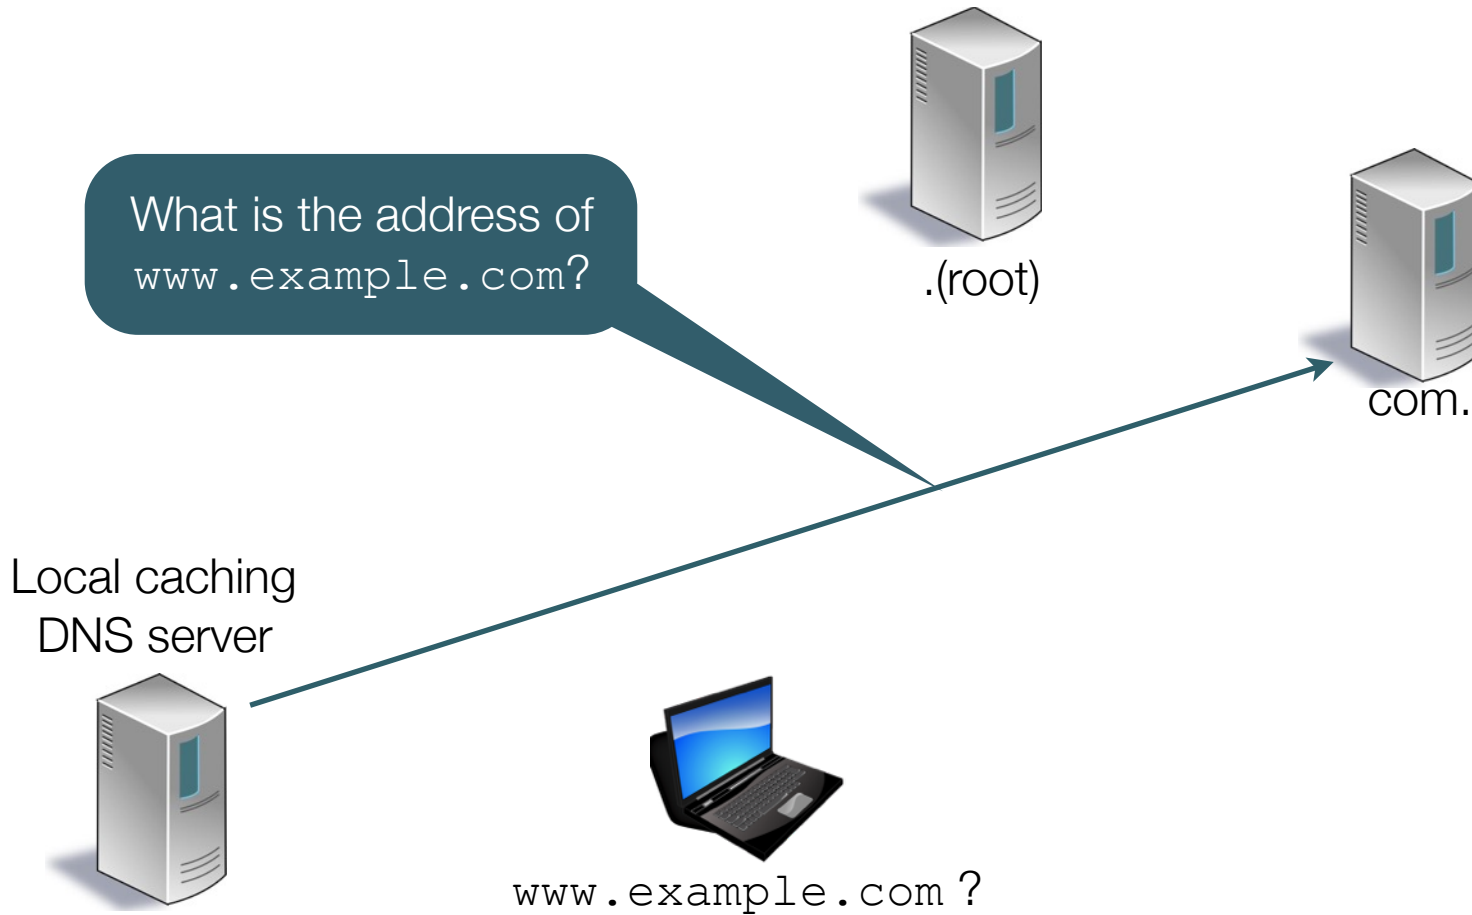 What is the address of
www.example.com?
.(root)
com.
Local caching
DNS server
www.example.com ?